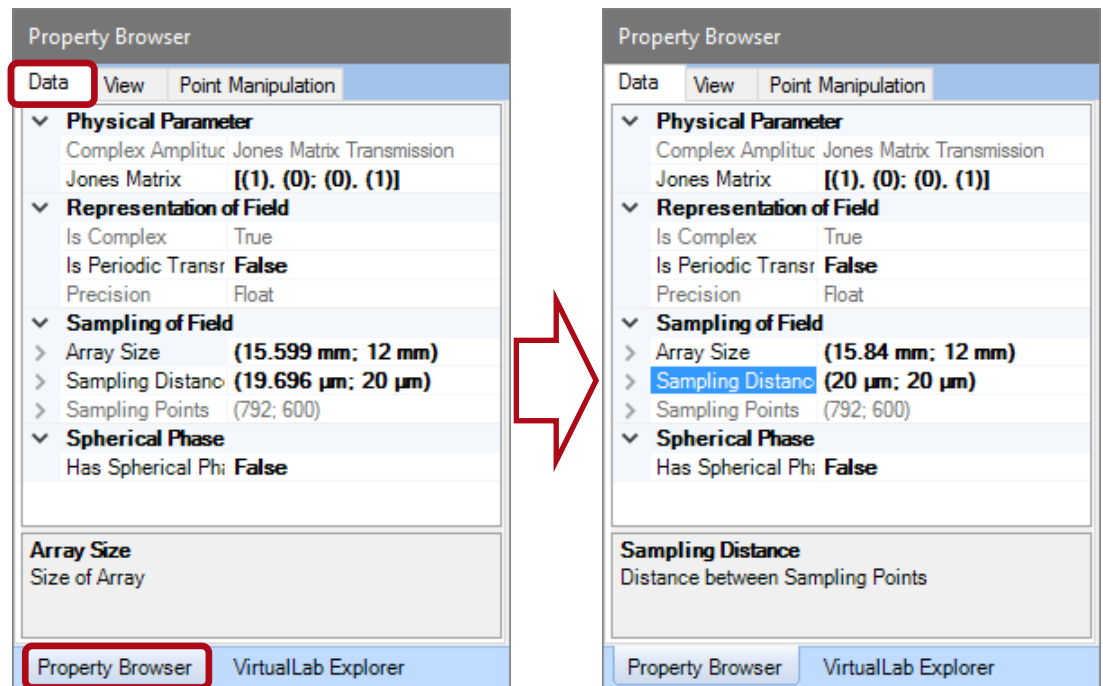 Property Browser
Data View Point Manipulation
Physical Parameter
Complex Amplituc Jones Matrix Transmission
Jones Matrix [(1), (0); (0), (1)]
Representation of Field
Is Complex True
Is Periodic Transr False
Precision Float
Sampling of Field
Array Size (15.599 mm; 12 mm)
Sampling Distanc (19.696 µm; 20 µm)
Sampling Points (792; 600)
Spherical Phase
Has Spherical Pha False
Array Size
Size of Array
Property Browser VirtualLab Explorer
Property Browser
Data View Point Manipulation
Physical Parameter
Complex Amplituc Jones Matrix Transmission
Jones Matrix [(1), (0); (0), (1)]
Representation of Field
Is Complex True
Is Periodic Transr False
Precision Float
Sampling of Field
Array Size (15.84 mm; 12 mm)
Sampling Distanc (20 µm; 20 µm)
Sampling Points (792; 600)
Spherical Phase
Has Spherical Pha False
Sampling Distance
Distance between Sampling Points
Property Browser VirtualLab Explorer